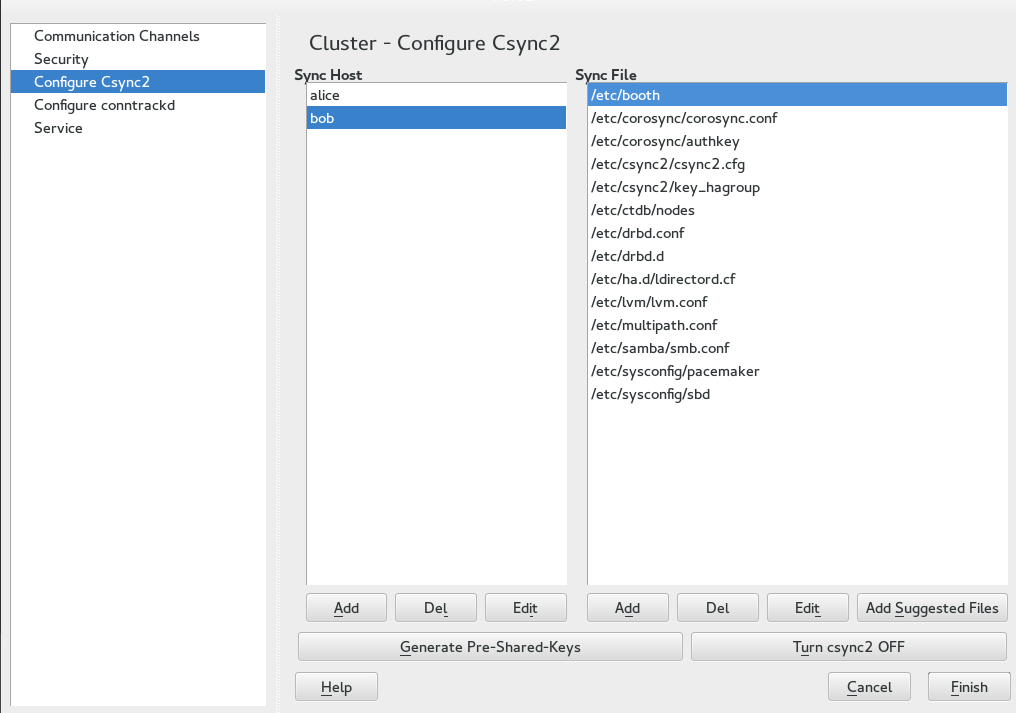 Communication Channels
Security
Configure Csync2
Configure conntrackd
Service
Cluster - Configure Csync2
Sync Host
alice
bob
Add Del Edit
Sync File
/etc/booth
/etc/corosync/corosync.conf
/etc/corosync/authkey
/etc/csync2/csync2.cfg
/etc/csync2/key_hagroup
/etc/ctdb/nodes
/etc/drbd.conf
/etc/drbd.d
/etc/ha.d/ldirectord.cf
/etc/lvm/lvm.conf
/etc/multipath.conf
/etc/samba/smb.conf
/etc/sysconfig/pacemaker
/etc/sysconfig/sbd
Add Del Edit Add Suggested Files
Generate Pre-Shared-Keys Turn csync2 OFF
Help Cancel Finish